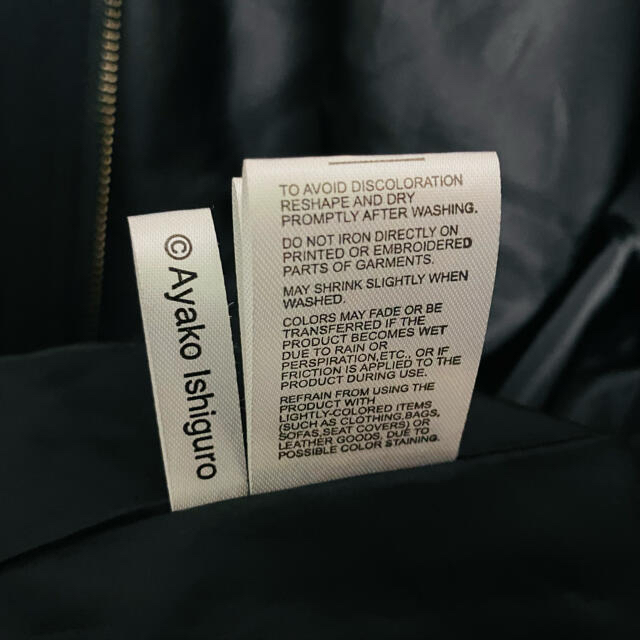 © Ayako Ishiguro
TO AVOID DISCOLORATION
RESHAPE AND DRY
PROMPTLY AFTER WASHING.
DO NOT IRON DIRECTLY ON
PRINTED OR EMBROIDERED
PARTS OF GARMENTS.
MAY SHRINK SLIGHTLY WHEN
WASHED.
COLORS MAY FADE OR BE
TRANSFERRED IF THE
PRODUCT BECOMES WET
DUE TO RAIN OR
PERSPIRATION,ETC., OR IF
FRICTION IS APPLIED TO THE
PRODUCT DURING USE.
REFRAIN FROM USING THE
PRODUCT WITH
LIGHTLY-COLORED ITEMS
(SUCH AS CLOTHING,BAGS,
SOFAS,SEAT COVERS) OR
LEATHER GOODS, DUE TO
POSSIBLE COLOR STAINING.